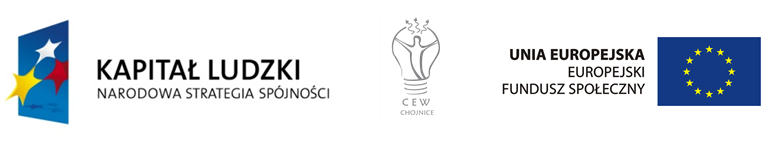 KAPITAŁ LUDZKI
NARODOWA STRATEGIA SPÓJNOŚCI
CEW
CHOJNICE
UNIA EUROPEJSKA
EUROPEJSKI
FUNDUSZ SPOŁECZNY